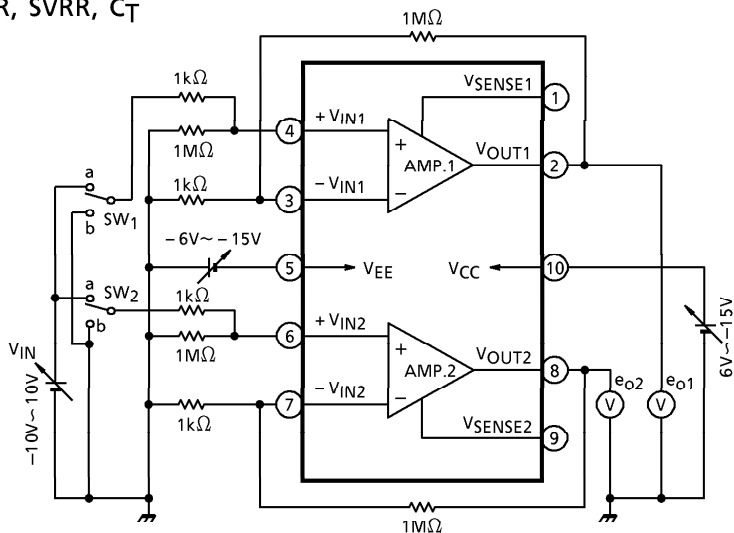 R, SVRR, CT
1MΩ
1kΩ
VSENSE1
1
4
+VIN1
1MΩ
+
AMP.1
VOUT1
2
a
1kΩ
3
−VIN1
−
b
SW1
−6V~−15V
5
VEE
VCC
10
a
SW2
1kΩ
b
6
+VIN2
1MΩ
+
AMP.2
VOUT2
8
6V~−15V
VIN
−10V~10V
7
−VIN2
−
eo2
V
eo1
V
1kΩ
VSENSE2
9
1MΩ